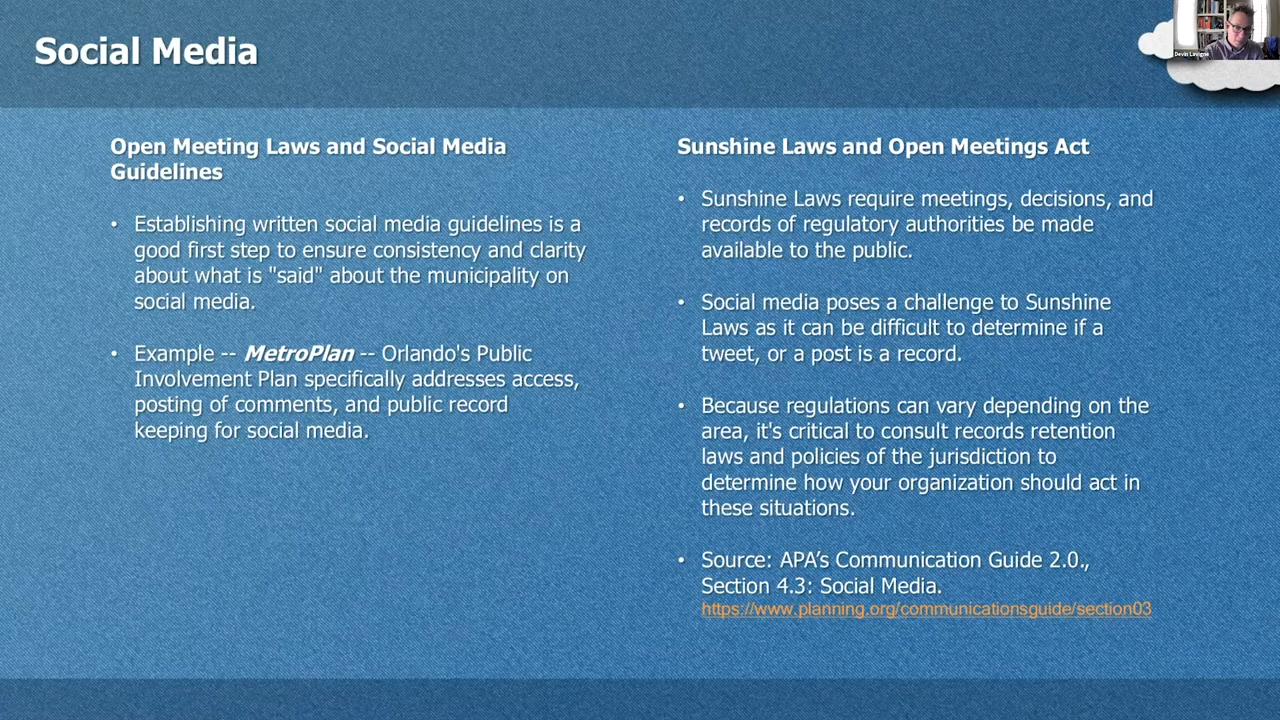 Social Media
Devin Lavigne
Open Meeting Laws and Social Media
Guidelines
• Establishing written social media guidelines is a
good first step to ensure consistency and clarity
about what is "said" about the municipality on
social media.
• Example -- MetroPlan -- Orlando's Public
Involvement Plan specifically addresses access,
posting of comments, and public record
keeping for social media.
Sunshine Laws and Open Meetings Act
• Sunshine Laws require meetings, decisions, and
records of regulatory authorities be made
available to the public.
• Social media poses a challenge to Sunshine
Laws as it can be difficult to determine if a
tweet, or a post is a record.
• Because regulations can vary depending on the
area, it's critical to consult records retention
laws and policies of the jurisdiction to
determine how your organization should act in
these situations.
• Source: APA’s Communication Guide 2.0.,
Section 4.3: Social Media.
https://www.planning.org/communicationsguide/section03